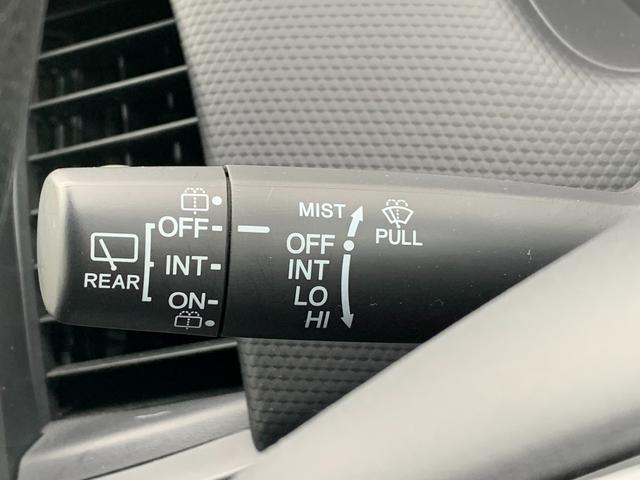 REAR
OFF
INT
ON
MIST
OFF
INT
LO
HI
PULL